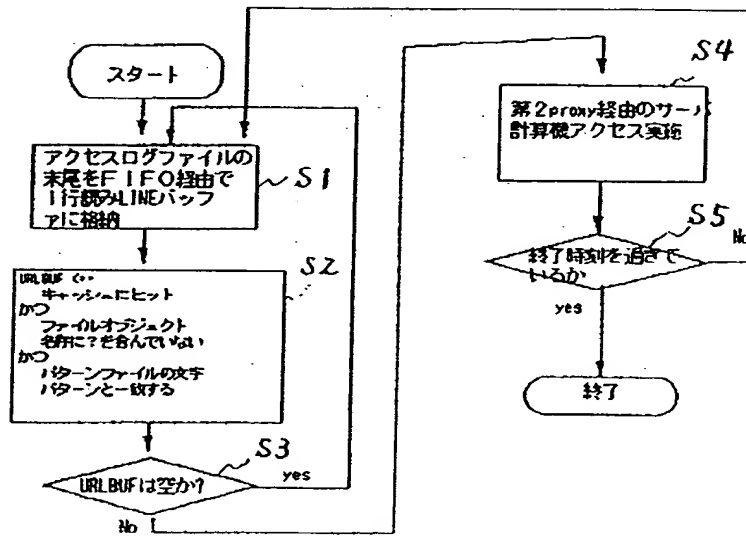 スタート
アクセスログファイルの
末尾をFIFO経由で
1行読みLINEバッフ
ァに格納
S1
URLBUF <--
キャッシュにヒット
かつ
ファイルオブジェクト
名称に?を含んでいない
かつ
パターンファイルの文字
パターンと一致する
S2
URLBUFは空か?
S3
yes
No
第2proxy経由のサーバ
計算機アクセス実施
S4
終了時刻を過ぎて
いるか
S5
No
yes
終了